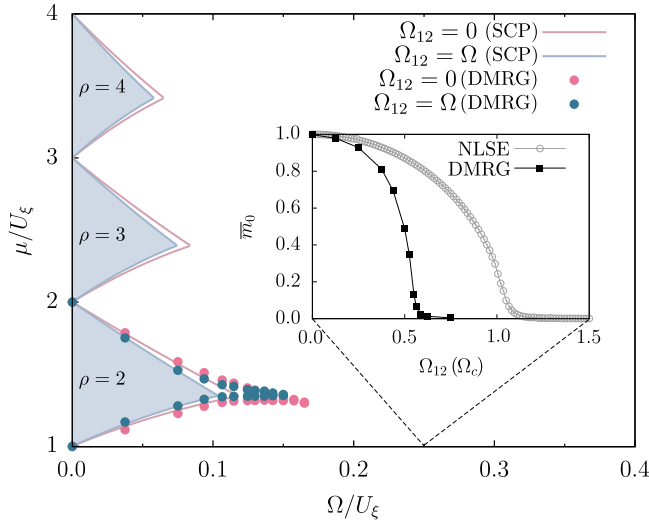 4
3
2
1
μ/U_ξ
0.0
0.1
0.2
0.3
0.4
Ω/U_ξ
ρ = 4
ρ = 3
ρ = 2
Ω₁₂ = 0 (SCP)
Ω₁₂ = Ω (SCP)
Ω₁₂ = 0 (DMRG)
Ω₁₂ = Ω (DMRG)
1.0
0.8
0.6
0.4
0.2
0.0
m̅₀
NLSE
DMRG
0.0
0.5
1.0
1.5
Ω₁₂ (Ω_c)